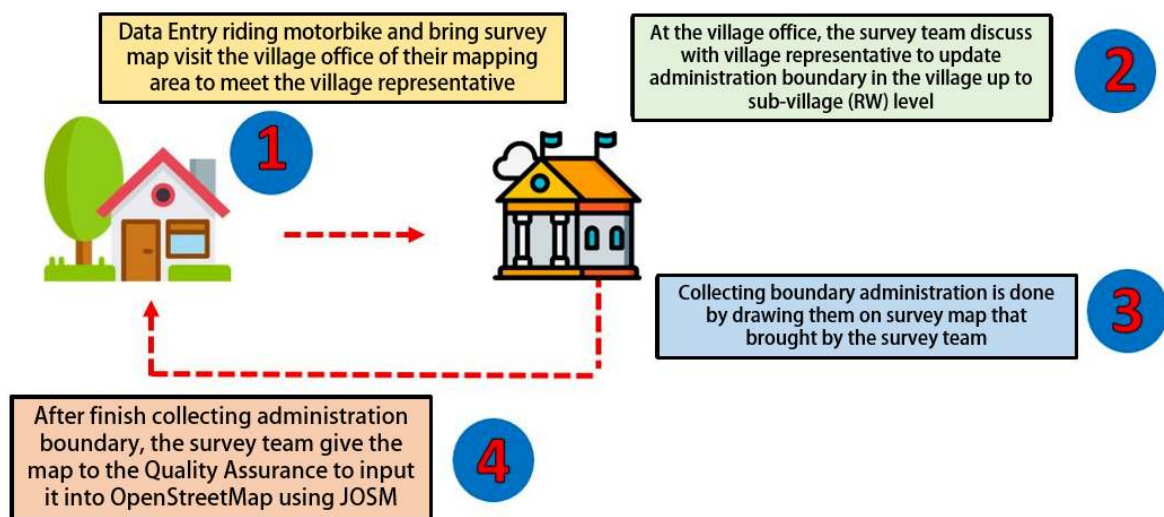 Data Entry riding motorbike and bring survey
map visit the village office of their mapping
area to meet the village representative
1
At the village office, the survey team discuss
with village representative to update
administration boundary in the village up to
sub-village (RW) level
2
Collecting boundary administration is done
by drawing them on survey map that
brought by the survey team
3
After finish collecting administration
boundary, the survey team give the
map to the Quality Assurance to input
it into OpenStreetMap using JOSM
4